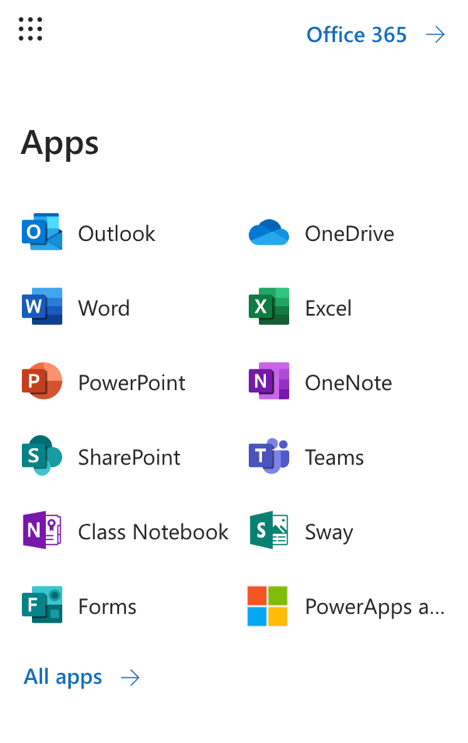 Office 365 →
Apps
Outlook
OneDrive
Word
Excel
PowerPoint
OneNote
SharePoint
Teams
Class Notebook
Sway
Forms
PowerApps a...
All apps →